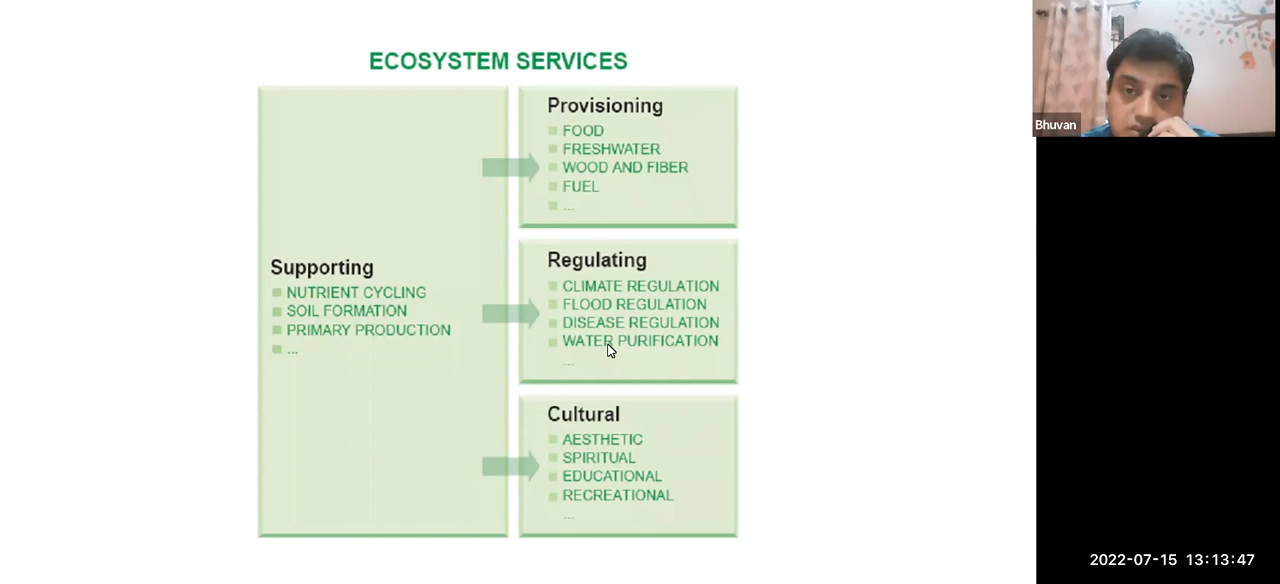 ECOSYSTEM SERVICES
Supporting
NUTRIENT CYCLING
SOIL FORMATION
PRIMARY PRODUCTION
...
Provisioning
FOOD
FRESHWATER
WOOD AND FIBER
FUEL
...
Regulating
CLIMATE REGULATION
FLOOD REGULATION
DISEASE REGULATION
WATER PURIFICATION
...
Cultural
AESTHETIC
SPIRITUAL
EDUCATIONAL
RECREATIONAL
...
Bhuvan
2022-07-15 13:13:47